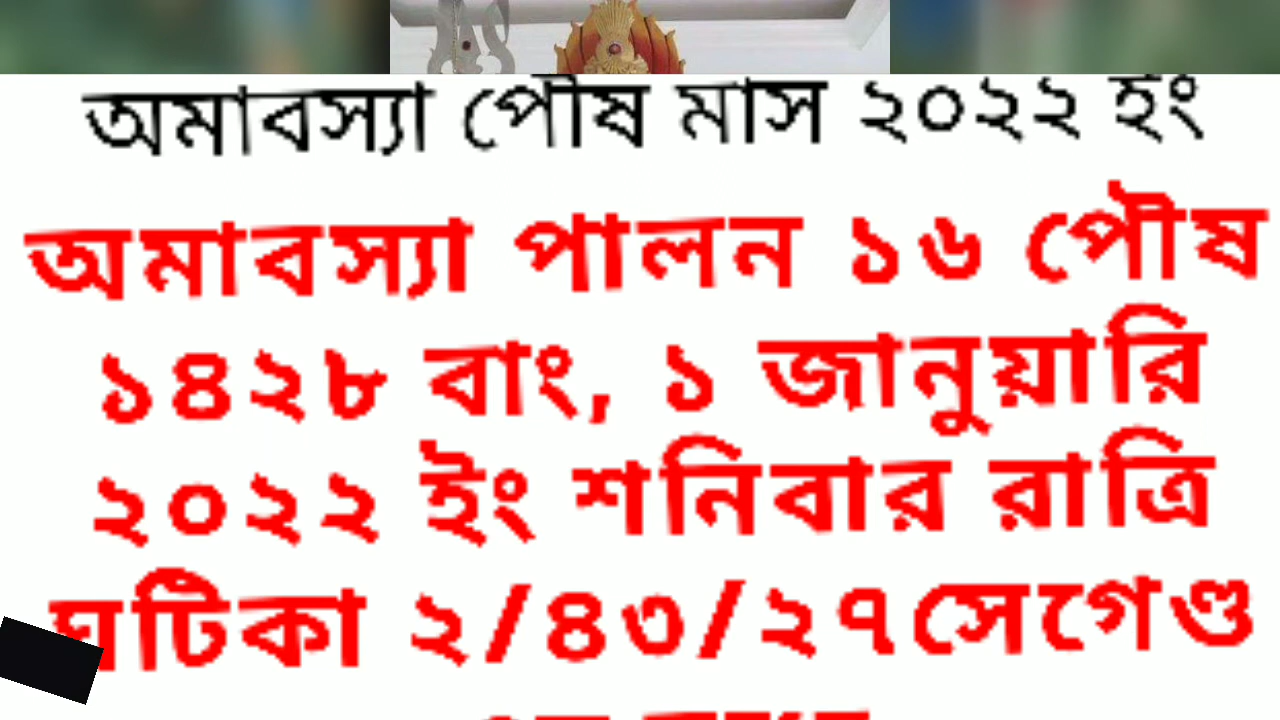 অমাবস্যা পৌষ মাস ২০২২ ইং
অমাবস্যা পালন ১৬ পৌষ
১৪২৮ বাং, ১ জানুয়ারি
২০২২ ইং শনিবার রাত্রি
ঘটিকা ২/৪৩/২৭সেগেণ্ড